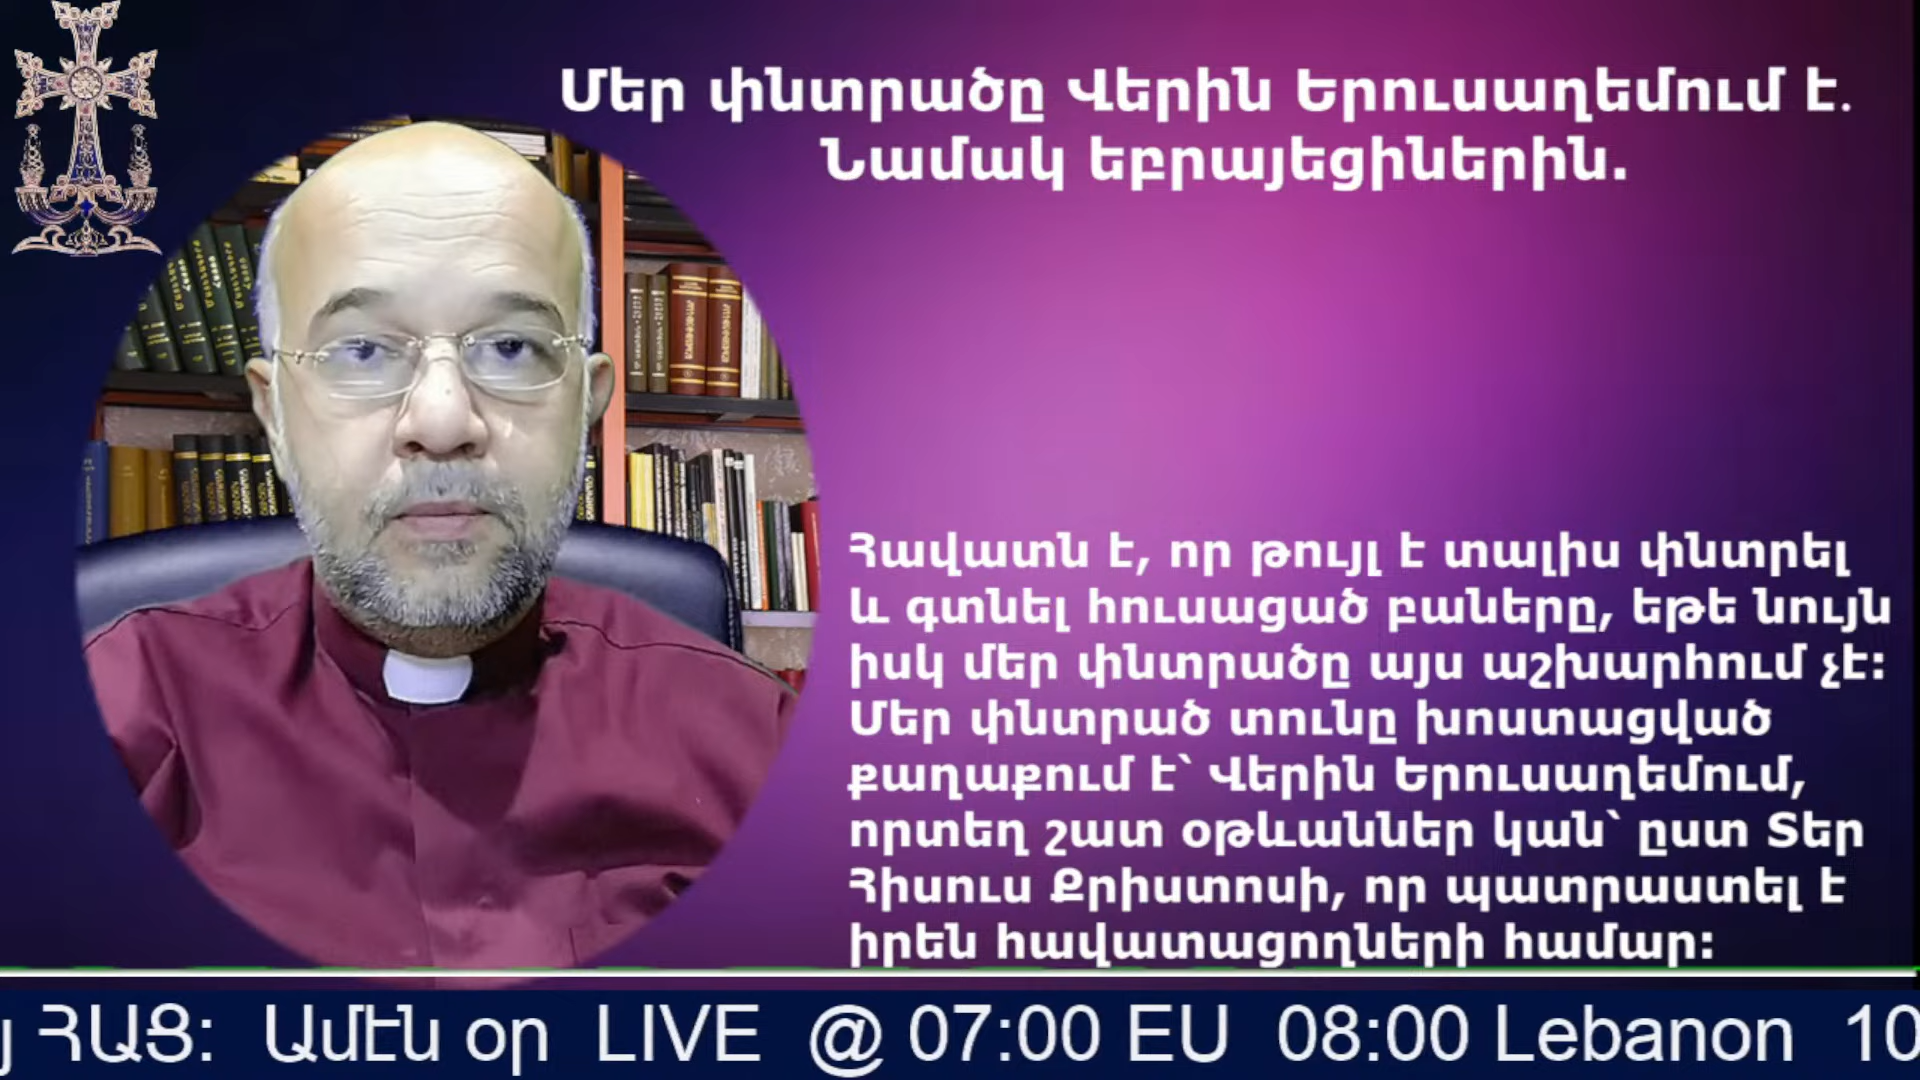 Մեր փնտրածը Վերին Երուսաղեմում է.
Նամակ եբրայեցիներին.
Հավատն է, որ թույլ է տալիս փնտրել
և գտնել հուսացած բաները, եթե նույն
իսկ մեր փնտրածը այս աշխարհում չէ:
Մեր փնտրած տունը խոստացված
քաղաքում է՝ Վերին Երուսաղեմում,
որտեղ շատ օթևաններ կան՝ ըստ Տեր
Հիսուս Քրիստոսի, որ պատրաստել է
իրեն հավատացողների համար:
ՀԱՑ: Ամէն օր LIVE @ 07:00 EU 08:00 Lebanon 10